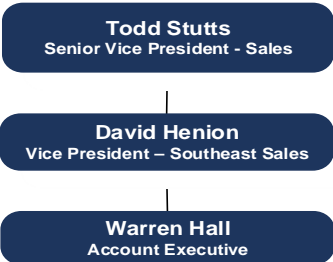 Todd Stutts
Senior Vice President - Sales
David Henion
Vice President – Southeast Sales
Warren Hall
Account Executive